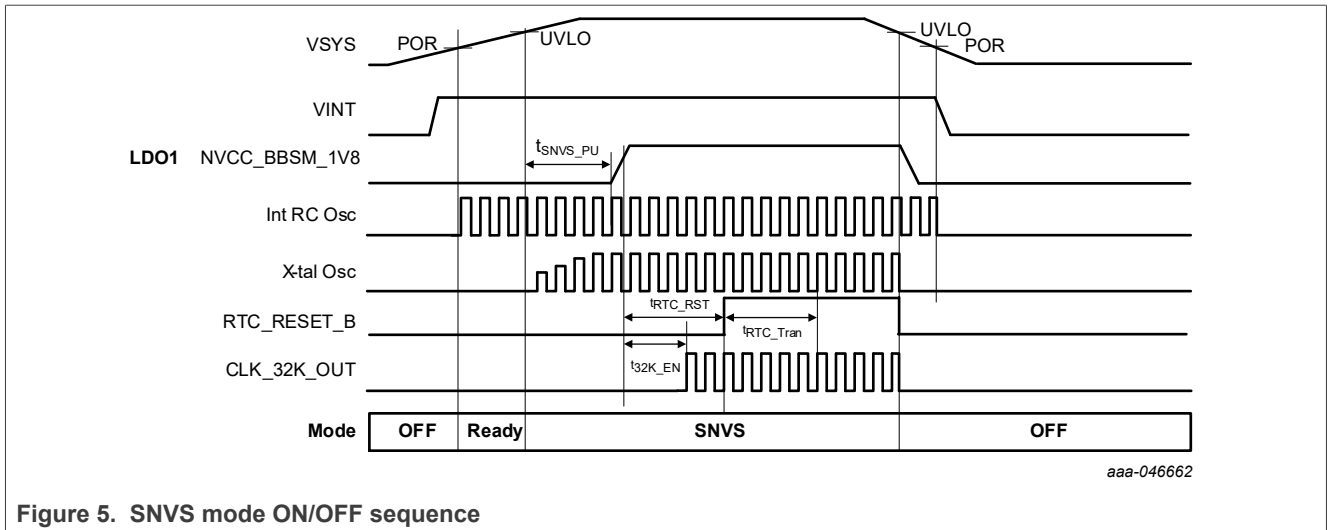 VSYS POR UVLO UVLO POR
VINT
LDO1 NVCC_BBSM_1V8 tSNVS_PU
Int RC Osc
X-tal Osc
RTC_RESET_B tRTC_RST tRTC_Tran
CLK_32K_OUT t32K_EN
Mode OFF Ready SNVS OFF
aaa-046662
Figure 5. SNVS mode ON/OFF sequence